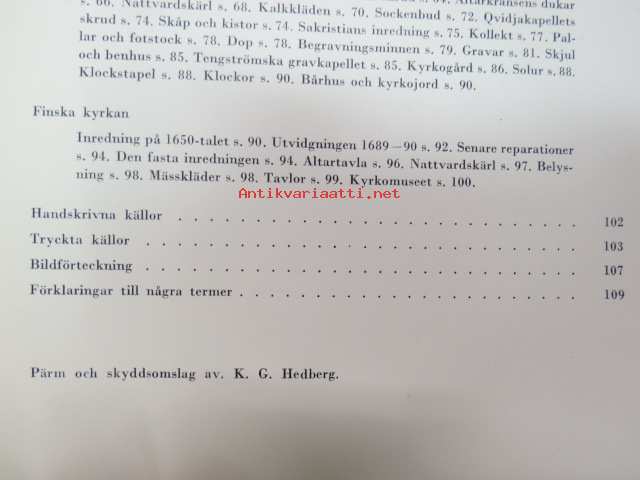 Altarkransens dukar
s. 66. Nattvardskärl s. 68. Kalkkläden s. 70. Sockenbud s. 72. Qvidjakapellets
skrud s. 74. Skåp och kistor s. 74. Sakristians inredning s. 75. Kollekt s. 77. Pal-
lar och fotstock s. 78. Dop s. 78. Begravningsminnen s. 79. Gravar s. 81. Skjul
och benhus s. 85. Tengströmska gravkapellet s. 85. Kyrkogård s. 86. Solur s. 88.
Klockstapel s. 88. Klockor s. 90. Bårhus och kyrkojord s. 90.
Finska kyrkan
Inredning på 1650-talet s. 90. Utvidgningen 1689—90 s. 92. Senare reparationer
s. 94. Den fasta inredningen s. 94. Altartavla s. 96. Nattvardskärl s. 97. Belys-
ning s. 98. Mässkläder s. 98. Tavlor s. 99. Kyrkomuseet s. 100.
Antikvariaatti.net
Handskrivna källor . . . . . . . . . . . . . . . . . . . . 102
Tryckta källor . . . . . . . . . . . . . . . . . . . . . 103
Bildförteckning . . . . . . . . . . . . . . . . . . . . . 107
Förklaringar till några termer . . . . . . . . . . . . . . . . . 109
Pärm och skyddsomslag av. K. G. Hedberg.